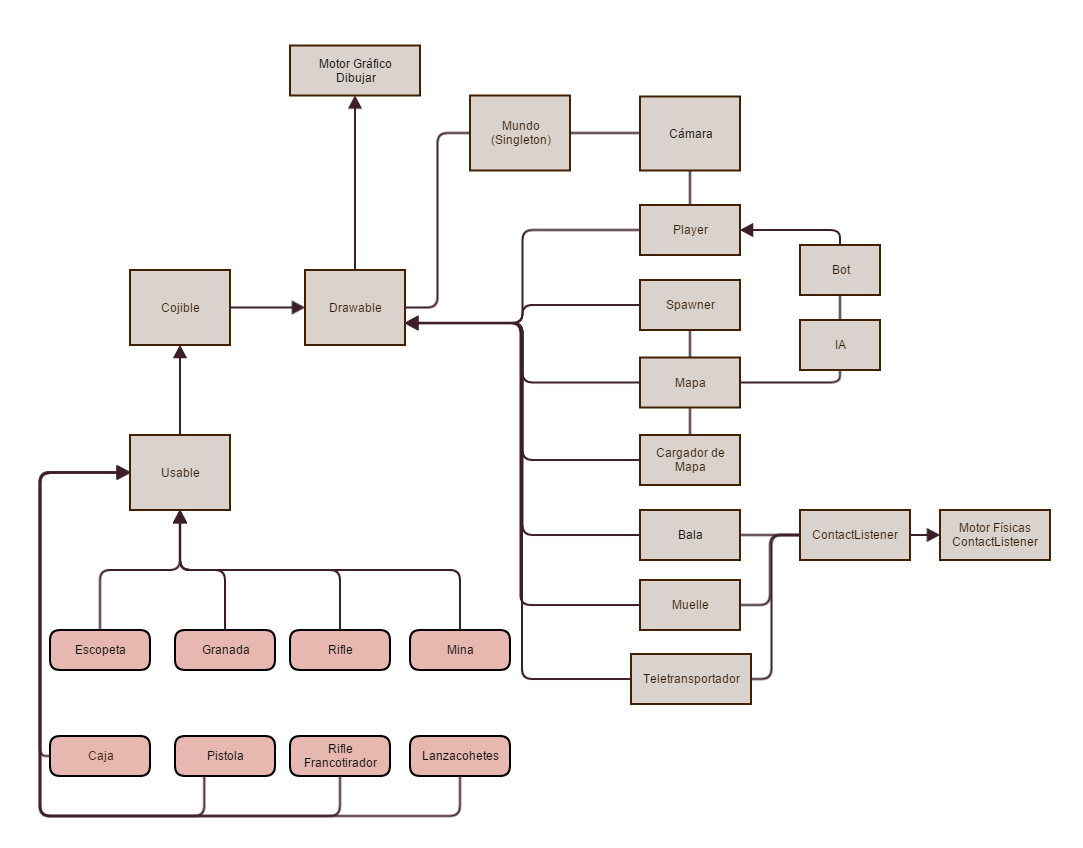 Motor Gráfico
Dibujar
Mundo
(Singleton)
Cámara
Player
Bot
Cojible
Drawable
Spawner
IA
Mapa
Usable
Cargador de
Mapa
Bala
ContactListener
Motor Físicas
ContactListener
Muelle
Escopeta
Granada
Rifle
Mina
Teletransportador
Caja
Pistola
Rifle
Francotirador
Lanzacohetes